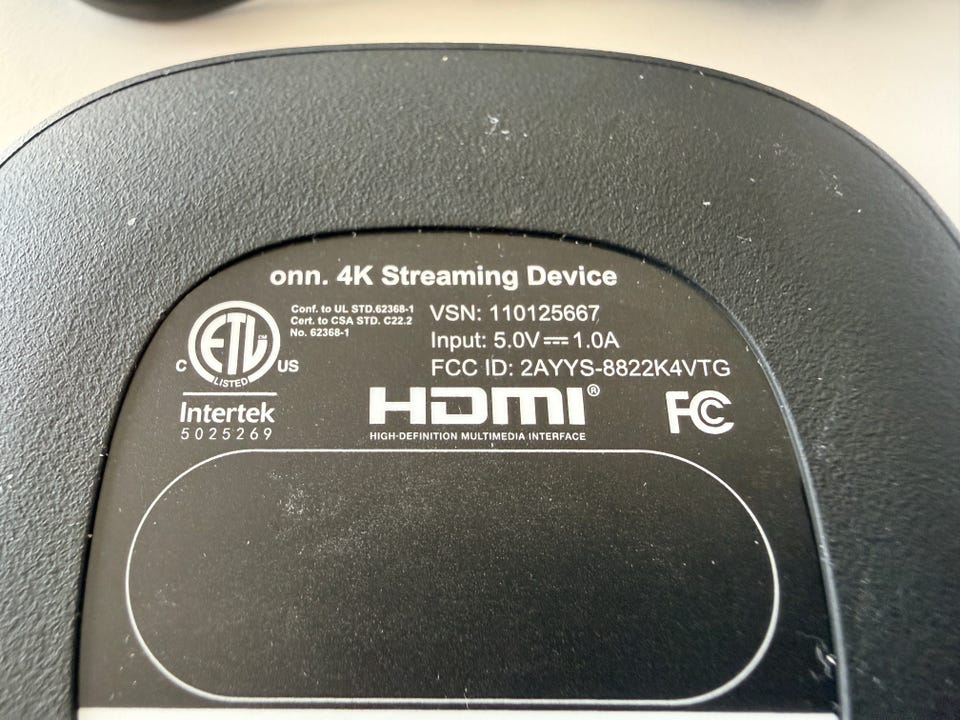 onn. 4K Streaming Device
ETL™
LISTED
C US
Intertek
5025269
Conf. to UL STD.62368-1
Cert. to CSA STD. C22.2
No. 62368-1
VSN: 110125667
Input: 5.0V⎓1.0A
FCC ID: 2AYYS-8822K4VTG
HDMI®
HIGH-DEFINITION MULTIMEDIA INTERFACE
FC